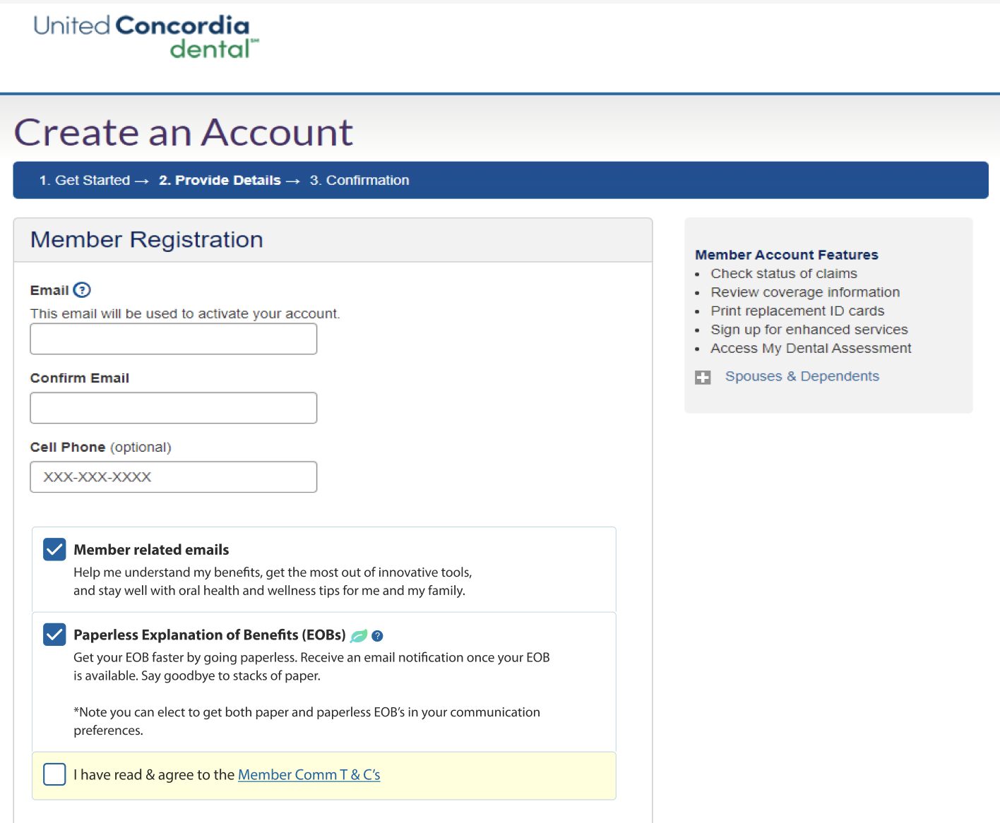 United Concordia
dental℠
Create an Account
1. Get Started → 2. Provide Details → 3. Confirmation
Member Registration
Email ?
This email will be used to activate your account.
Confirm Email
Cell Phone (optional)
XXX-XXX-XXXX
Member related emails
Help me understand my benefits, get the most out of innovative tools,
and stay well with oral health and wellness tips for me and my family.
Paperless Explanation of Benefits (EOBs) ?
Get your EOB faster by going paperless. Receive an email notification once your EOB
is available. Say goodbye to stacks of paper.
*Note you can elect to get both paper and paperless EOB's in your communication
preferences.
I have read & agree to the Member Comm T & C's
Member Account Features
• Check status of claims
• Review coverage information
• Print replacement ID cards
• Sign up for enhanced services
• Access My Dental Assessment
Spouses & Dependents